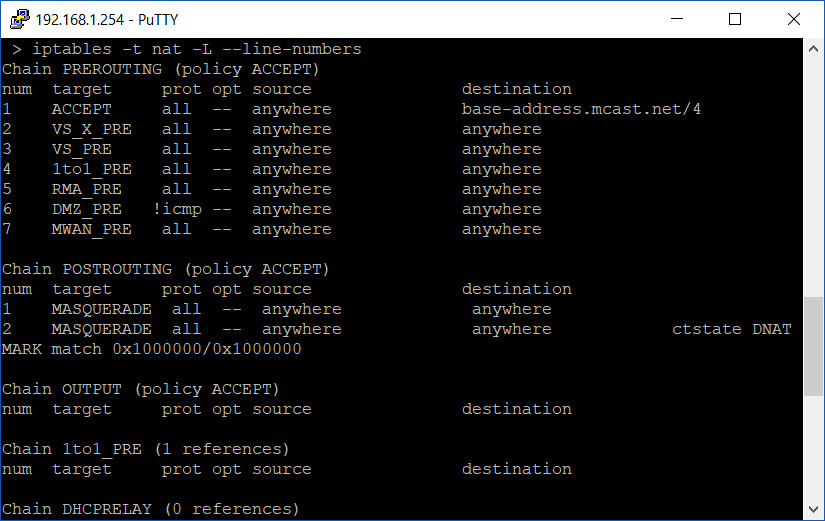 192.168.1.254 - PuTTY
> iptables -t nat -L --line-numbers
Chain PREROUTING (policy ACCEPT)
num  target     prot opt source               destination
1    ACCEPT     all  --  anywhere             base-address.mcast.net/4
2    VS_X_PRE   all  --  anywhere             anywhere
3    VS_PRE     all  --  anywhere             anywhere
4    1to1_PRE   all  --  anywhere             anywhere
5    RMA_PRE    all  --  anywhere             anywhere
6    DMZ_PRE   !icmp --  anywhere             anywhere
7    MWAN_PRE   all  --  anywhere             anywhere
Chain POSTROUTING (policy ACCEPT)
num  target     prot opt source               destination
1    MASQUERADE  all  --  anywhere             anywhere
2    MASQUERADE  all  --  anywhere             anywhere            ctstate DNAT
MARK match 0x1000000/0x1000000
Chain OUTPUT (policy ACCEPT)
num  target     prot opt source               destination
Chain 1to1_PRE (1 references)
num  target     prot opt source               destination
Chain DHCPRELAY (0 references)